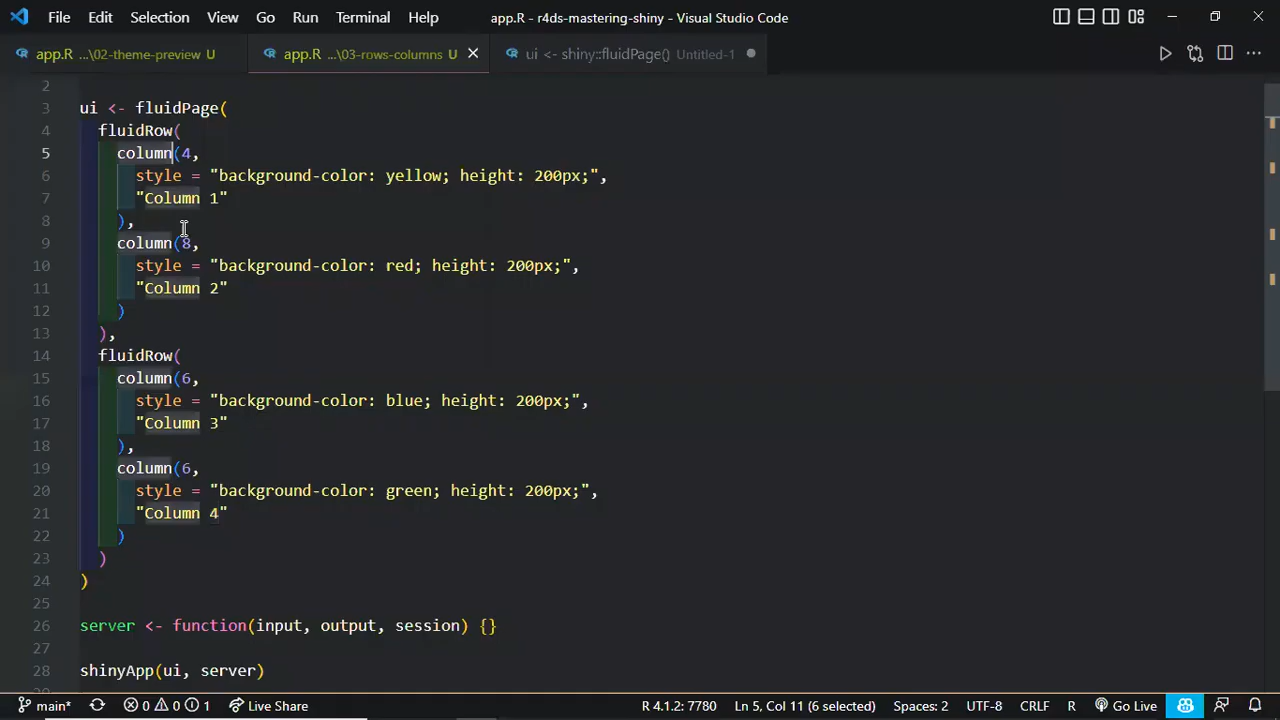 File Edit Selection View Go Run Terminal Help app.R - r4ds-mastering-shiny - Visual Studio Code
app.R ...\02-theme-preview U app.R ...\03-rows-columns U ui <- shiny::fluidPage() Untitled-1
2
3 ui <- fluidPage(
4 fluidRow(
5 column(4,
6 style = "background-color: yellow; height: 200px;",
7 "Column 1"
8 ),
9 column(8,
10 style = "background-color: red; height: 200px;",
11 "Column 2"
12 )
13 ),
14 fluidRow(
15 column(6,
16 style = "background-color: blue; height: 200px;",
17 "Column 3"
18 ),
19 column(6,
20 style = "background-color: green; height: 200px;",
21 "Column 4"
22 )
23 )
24 )
25
26 server <- function(input, output, session) {}
27
28 shinyApp(ui, server)
main* 0 0 1 Live Share R 4.1.2: 7780 Ln 5, Col 11 (6 selected) Spaces: 2 UTF-8 CRLF R Go Live